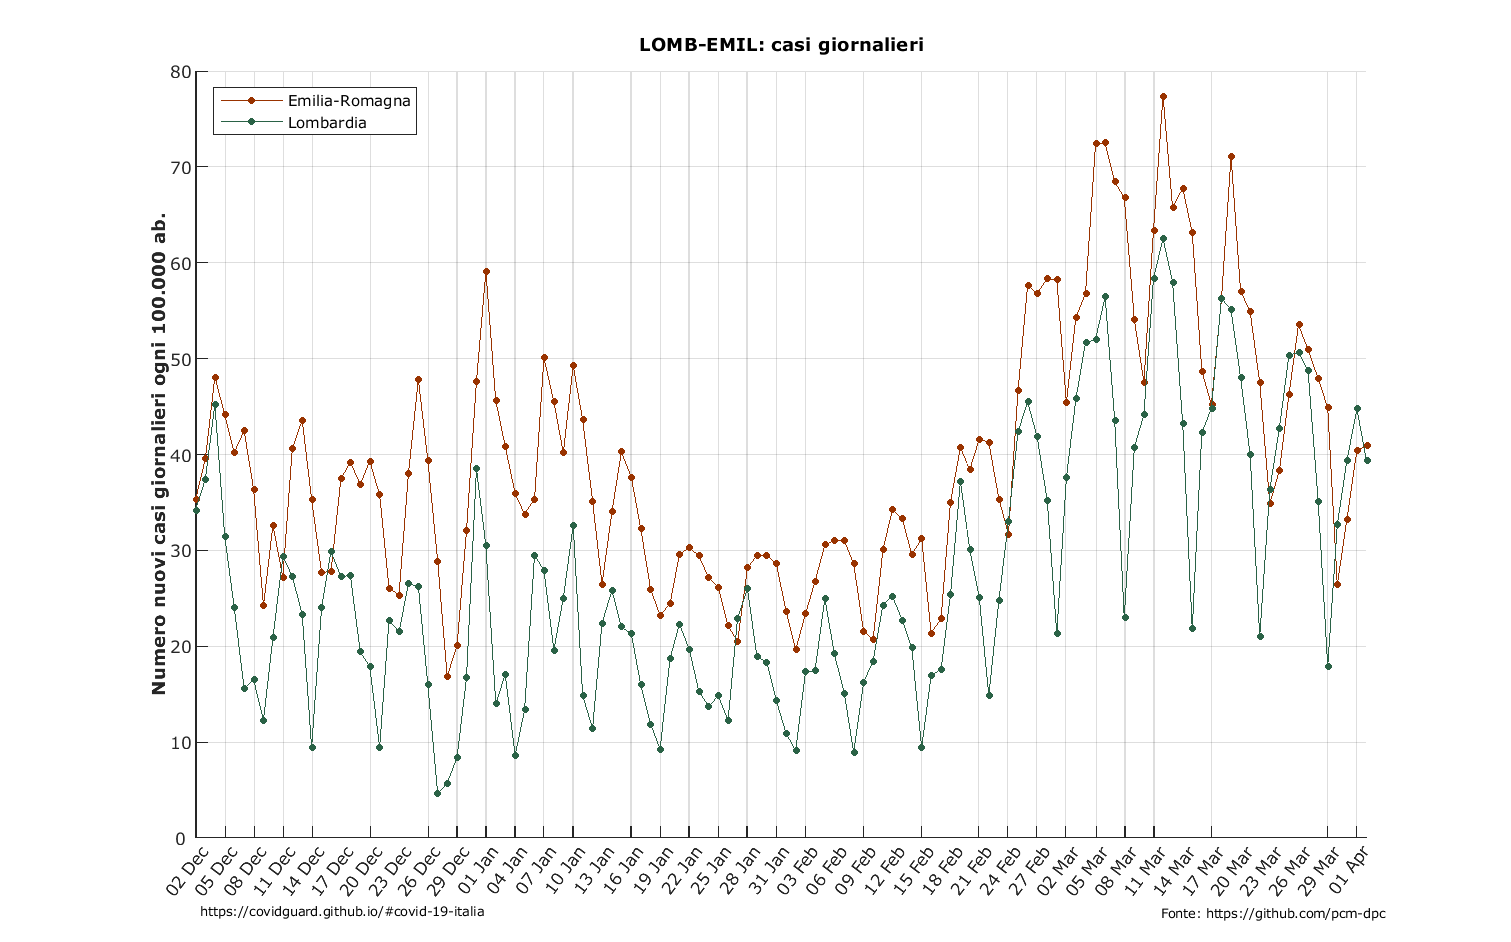 LOMB-EMIL: casi giornalieri
Emilia-Romagna
Lombardia
Numero nuovi casi giornalieri ogni 100.000 ab.
80
70
60
50
40
30
20
10
0
02 Dec
05 Dec
08 Dec
11 Dec
14 Dec
17 Dec
20 Dec
23 Dec
26 Dec
29 Dec
01 Jan
04 Jan
07 Jan
10 Jan
13 Jan
16 Jan
19 Jan
22 Jan
25 Jan
28 Jan
31 Jan
03 Feb
06 Feb
09 Feb
12 Feb
15 Feb
18 Feb
21 Feb
24 Feb
27 Feb
02 Mar
05 Mar
08 Mar
11 Mar
14 Mar
17 Mar
20 Mar
23 Mar
26 Mar
29 Mar
01 Apr
https://covidguard.github.io/#covid-19-italia
Fonte: https://github.com/pcm-dpc